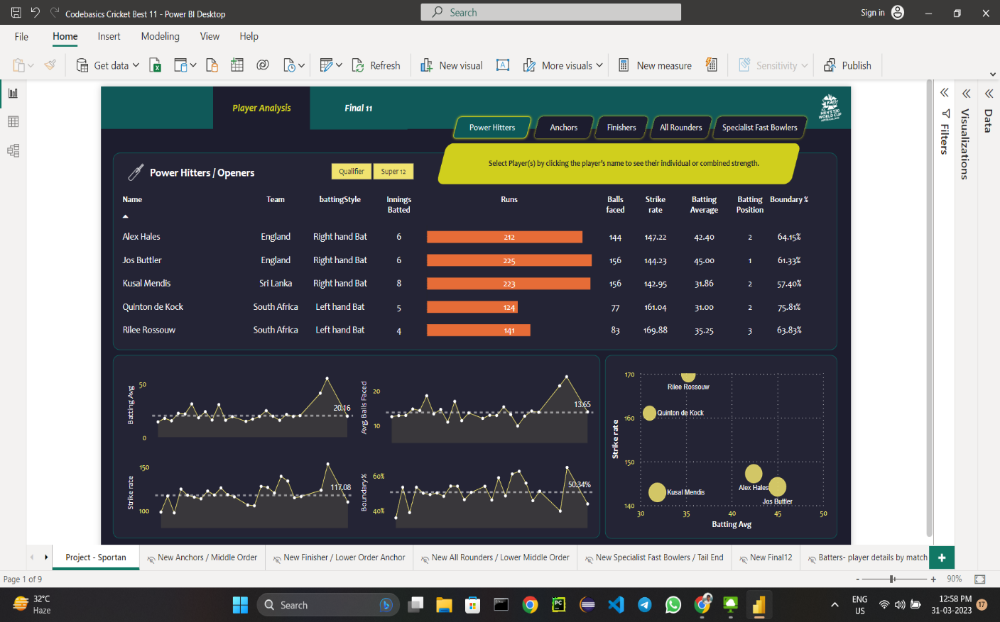 Codebasics Cricket Best 11 - Power BI Desktop
Search
Sign in
File Home Insert Modeling View Help
Get data
Refresh
New visual
More visuals
New measure
Sensitivity
Publish
Player Analysis
Final 11
MEN'S T20
WORLD CUP
Power Hitters
Anchors
Finishers
All Rounders
Specialist Fast Bowlers
Select Player(s) by clicking the player's name to see their individual or combined strength.
Power Hitters / Openers
Qualifier
Super 12
Name Team battingStyle Innings Batted Runs Balls faced Strike rate Batting Average Batting Position Boundary %
Alex Hales England Right hand Bat 6 212 144 147.22 42.40 2 64.15%
Jos Buttler England Right hand Bat 6 225 156 144.23 45.00 1 61.33%
Kusal Mendis Sri Lanka Right hand Bat 8 223 156 142.95 31.86 2 57.40%
Quinton de Kock South Africa Left hand Bat 5 124 77 161.04 31.00 2 75.81%
Rilee Rossouw South Africa Left hand Bat 4 141 83 169.88 35.25 3 63.83%
Batting Avg
50
0
20.16
Avg. Balls Faced
20
10
13.65
Strike rate
150
100
117.08
Boundary%
60%
40%
50.34%
Strike rate
170
160
150
140
Rilee Rossouw
Quinton de Kock
Alex Hales
Kusal Mendis
Jos Buttler
30 35 40 45 50
Batting Avg
Filters
Visualizations
Data
Project - Sportan
New Anchors / Middle Order
New Finisher / Lower Order Anchor
New All Rounders / Lower Middle Order
New Specialist Fast Bowlers / Tail End
New Final12
Batters- player details by match
Page 1 of 9
- + 90%
32°C
Haze
Search
PC
ENG
US
12:58 PM
31-03-2023
17